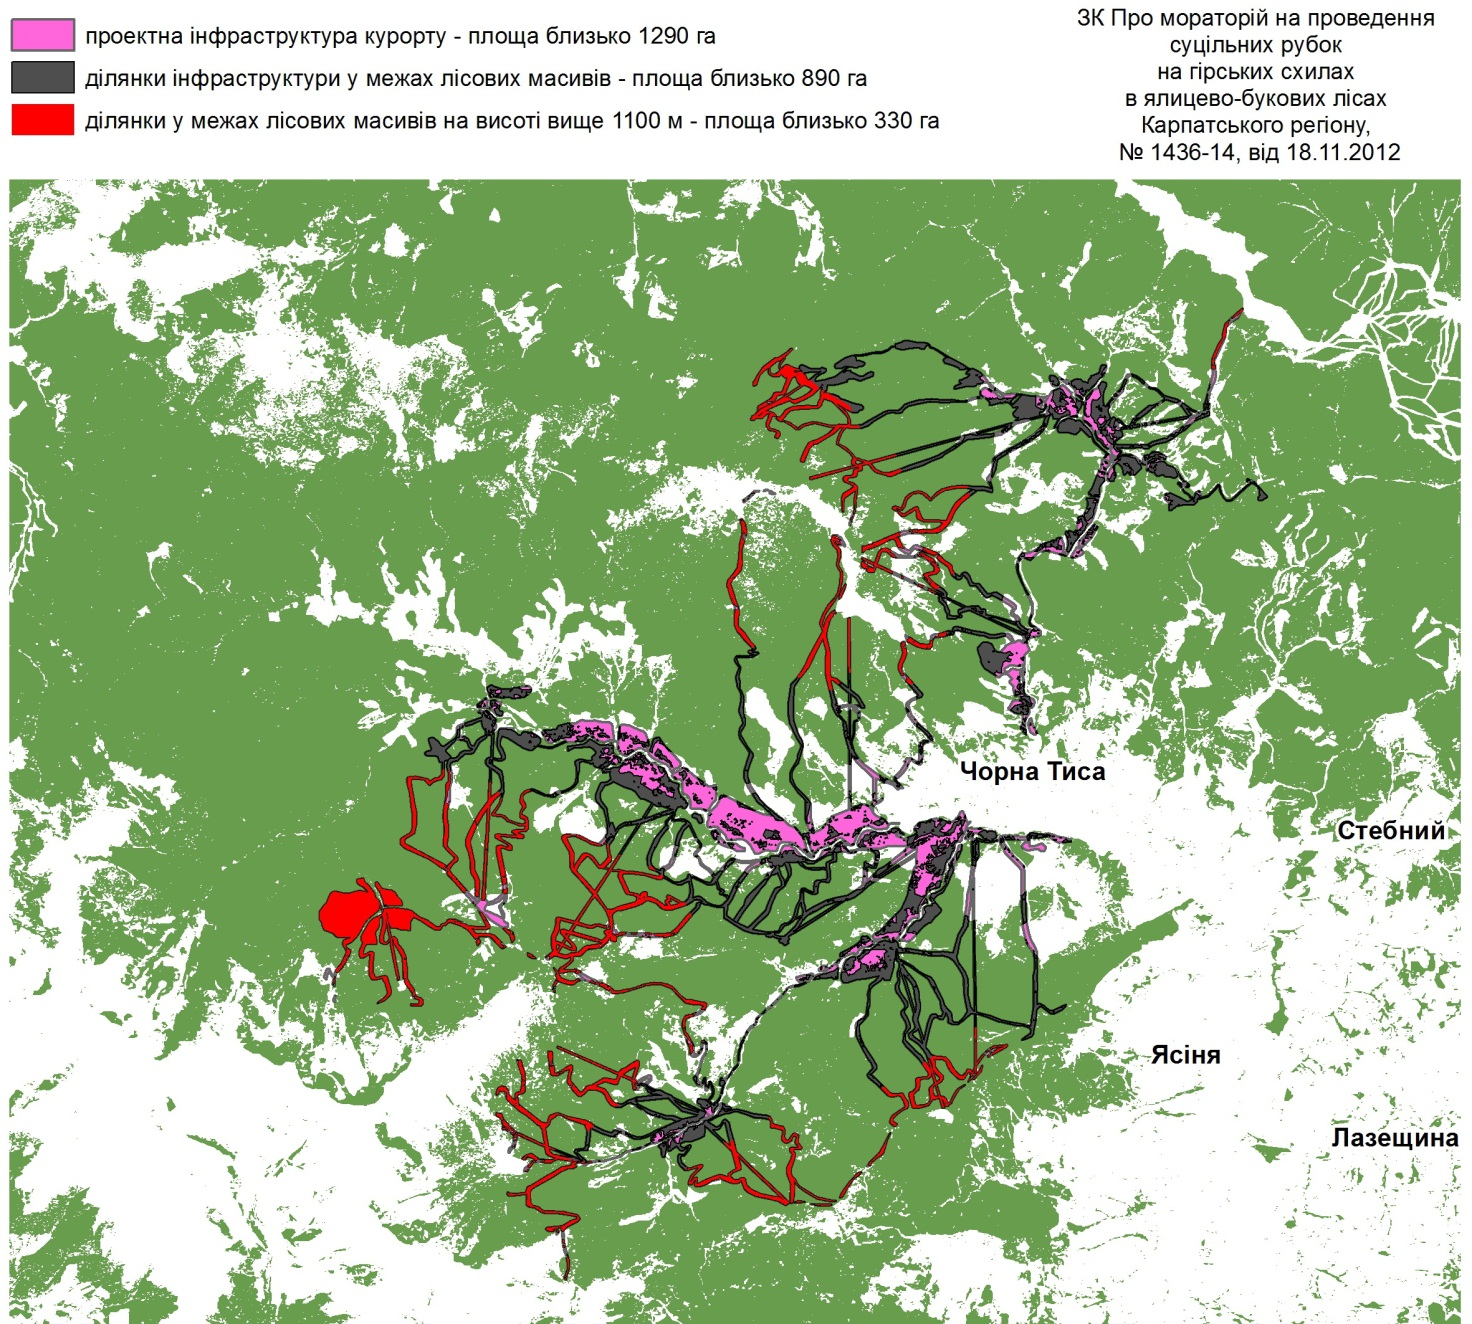 проектна інфраструктура курорту - площа близько 1290 га
ділянки інфраструктури у межах лісових масивів - площа близько 890 га
ділянки у межах лісових масивів на висоті вище 1100 м - площа близько 330 га
ЗК Про мораторій на проведення
суцільних рубок
на гірських схилах
в ялицево-букових лісах
Карпатського регіону,
№ 1436-14, від 18.11.2012
Чорна Тиса
Стебний
Ясіня
Лазещина